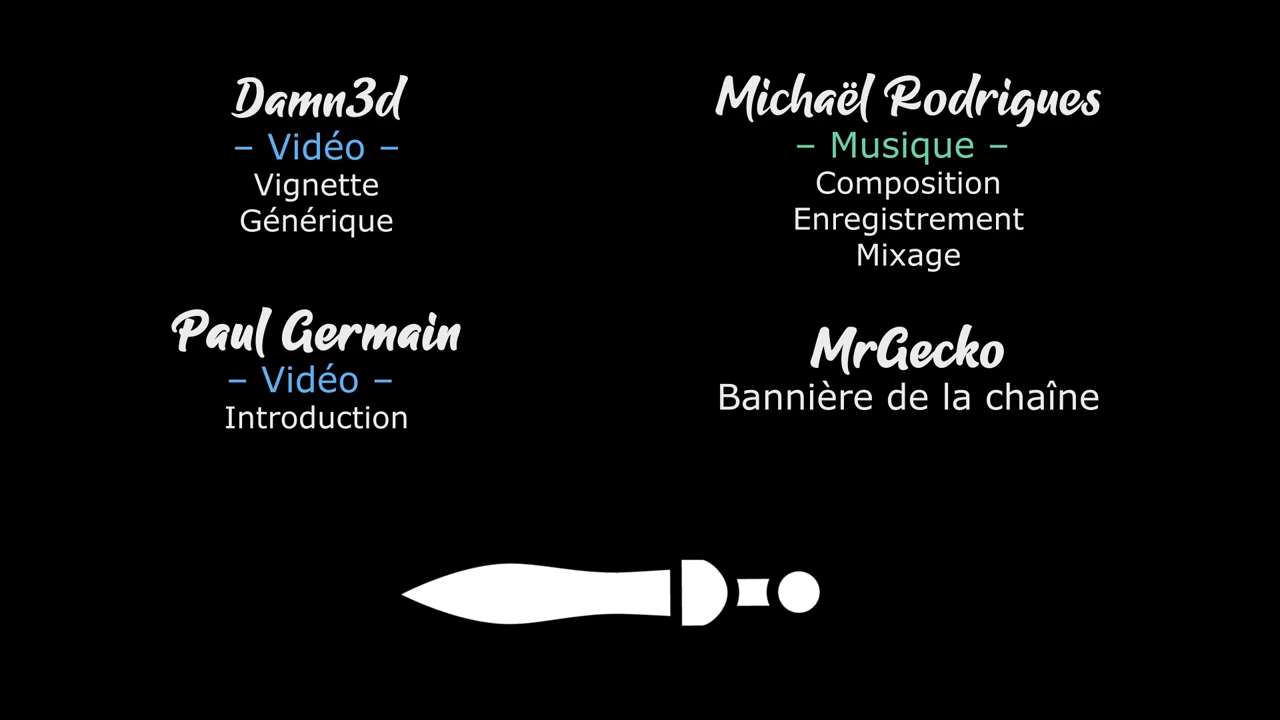 Damn3d
– Vidéo –
Vignette
Générique
Michaël Rodrigues
– Musique –
Composition
Enregistrement
Mixage
Paul Germain
– Vidéo –
Introduction
MrGecko
Bannière de la chaîne